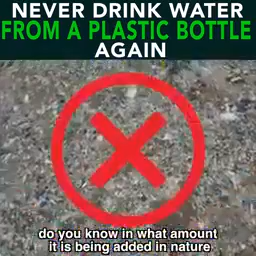 NEVER DRINK WATER
FROM A PLASTIC BOTTLE
AGAIN
do you know in what amount
it is being added in nature